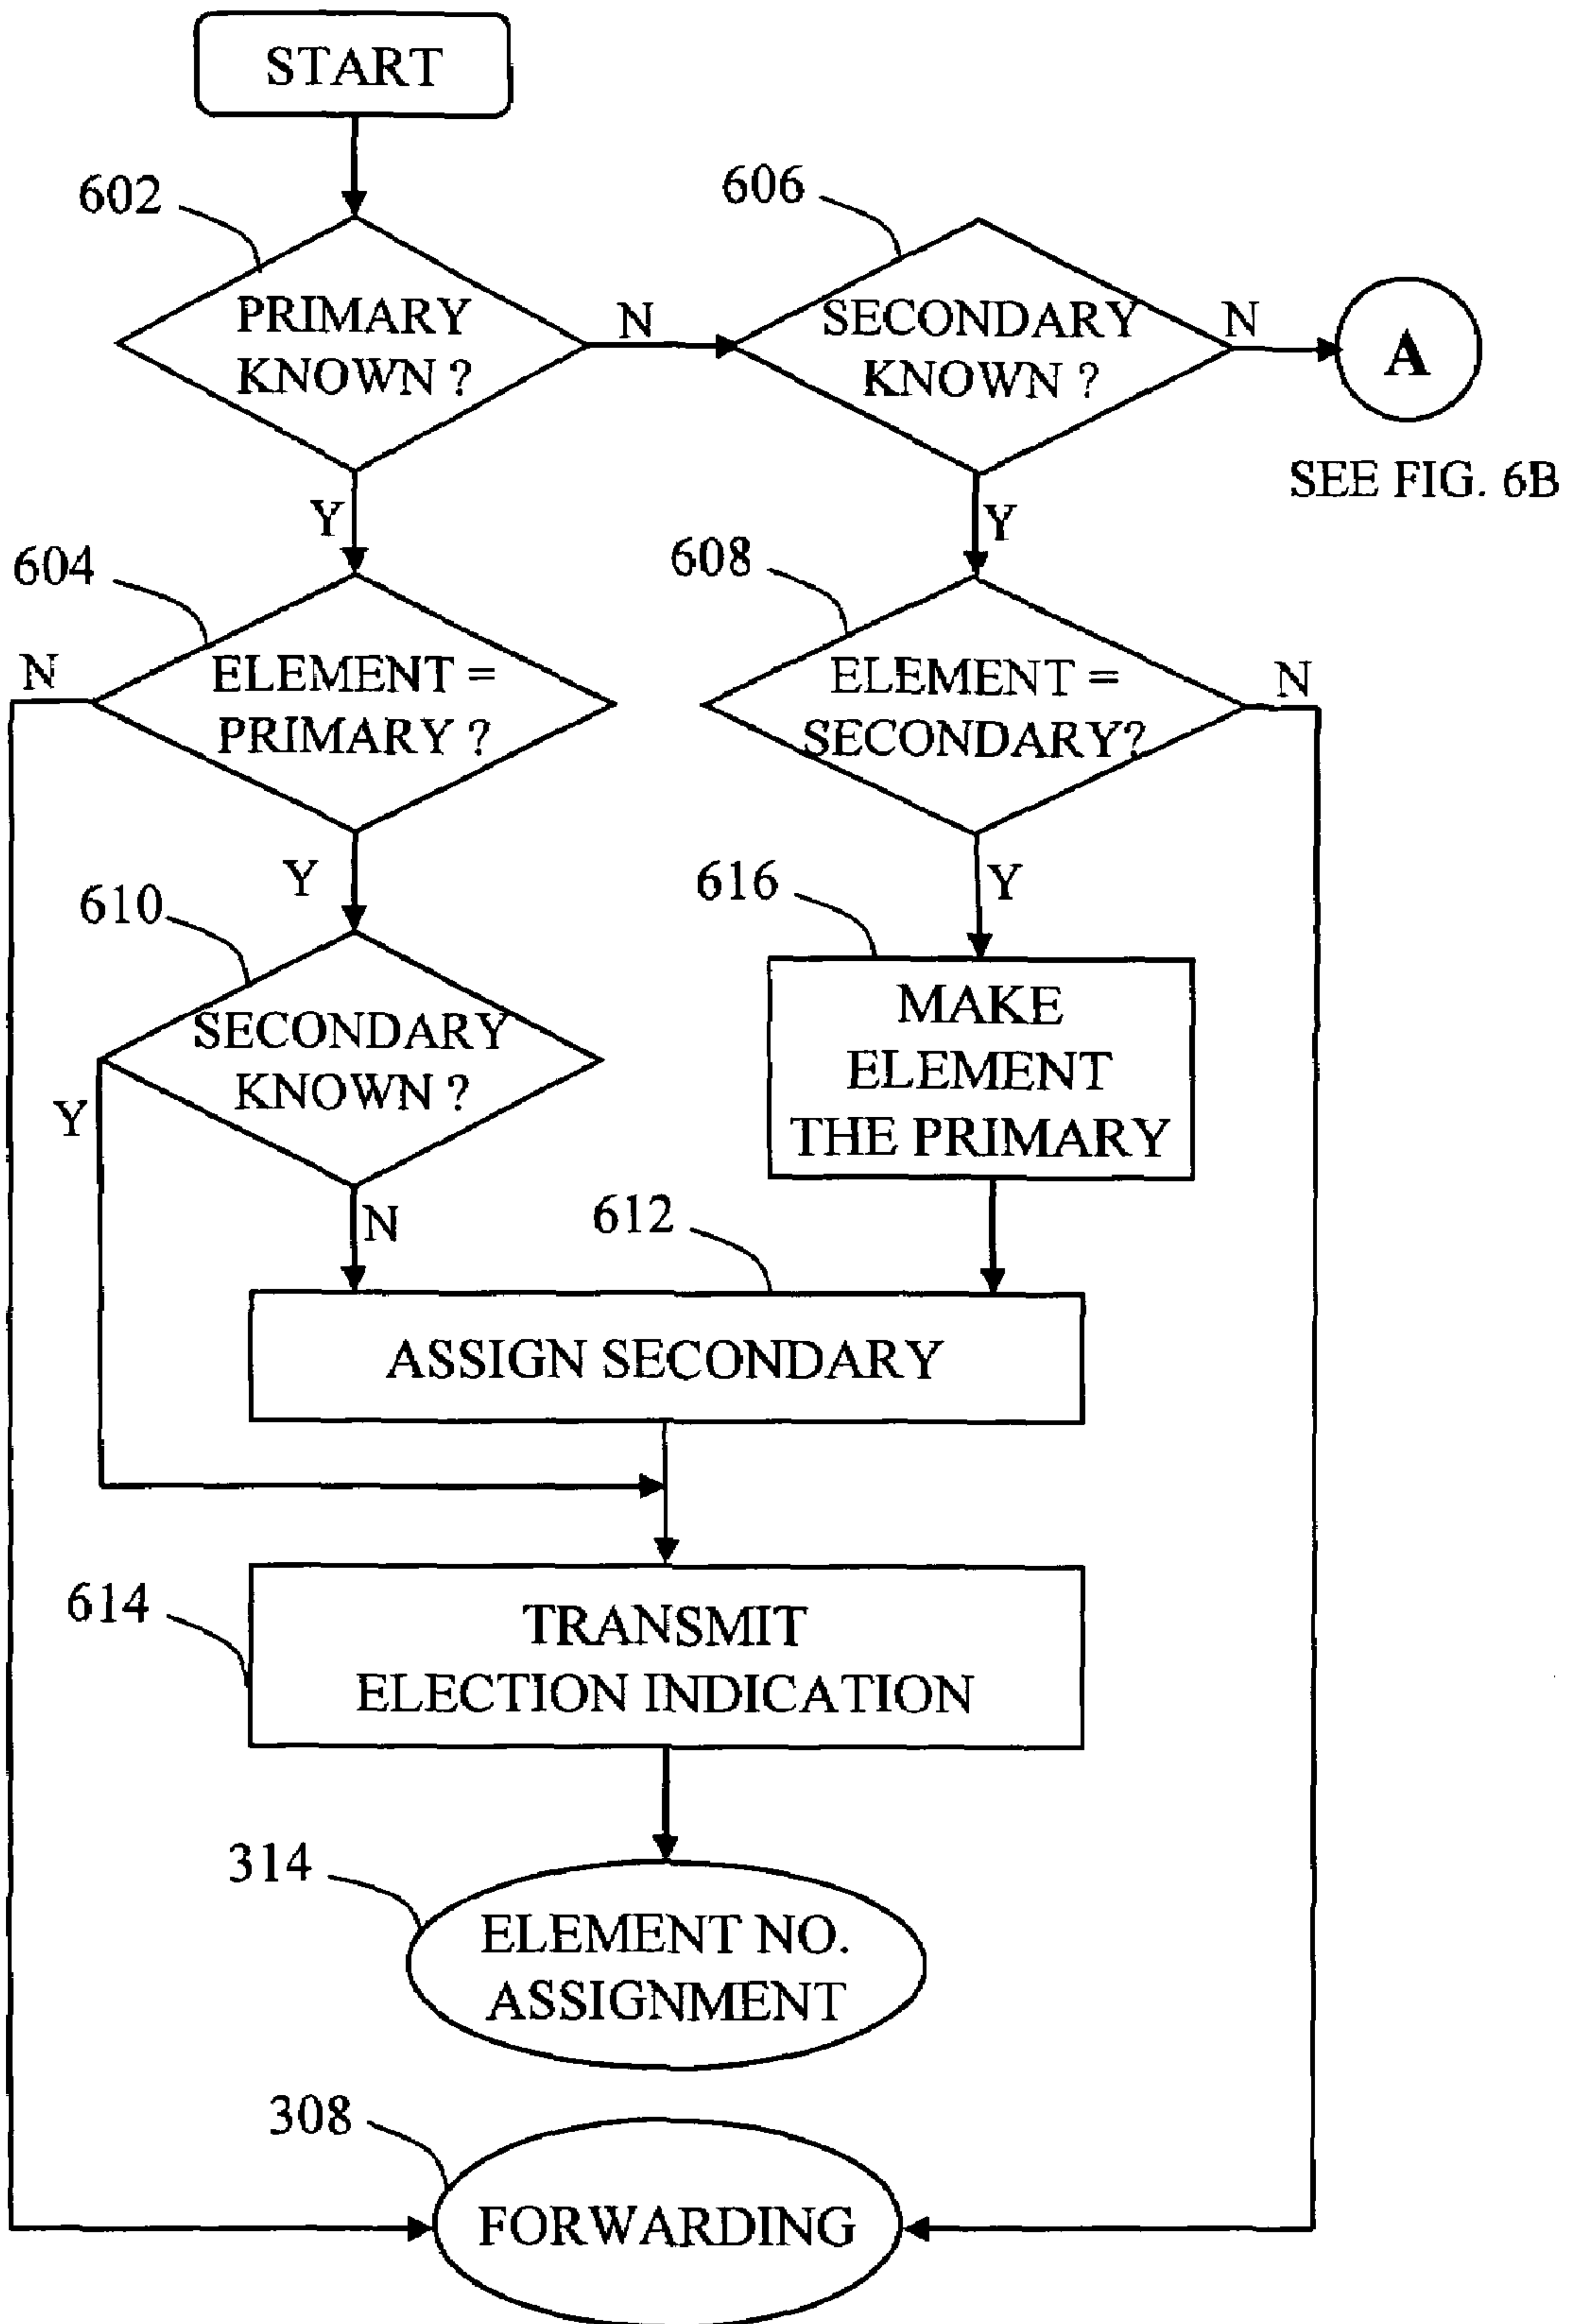 START
602
606
PRIMARY
KNOWN ?
N
SECONDARY
KNOWN ?
N
A
SEE FIG. 6B
Y
Y
604
608
N
ELEMENT =
PRIMARY ?
ELEMENT =
SECONDARY?
N
Y
Y
610
616
SECONDARY
KNOWN ?
MAKE
ELEMENT
THE PRIMARY
Y
N
612
ASSIGN SECONDARY
614
TRANSMIT
ELECTION INDICATION
314
ELEMENT NO.
ASSIGNMENT
308
FORWARDING